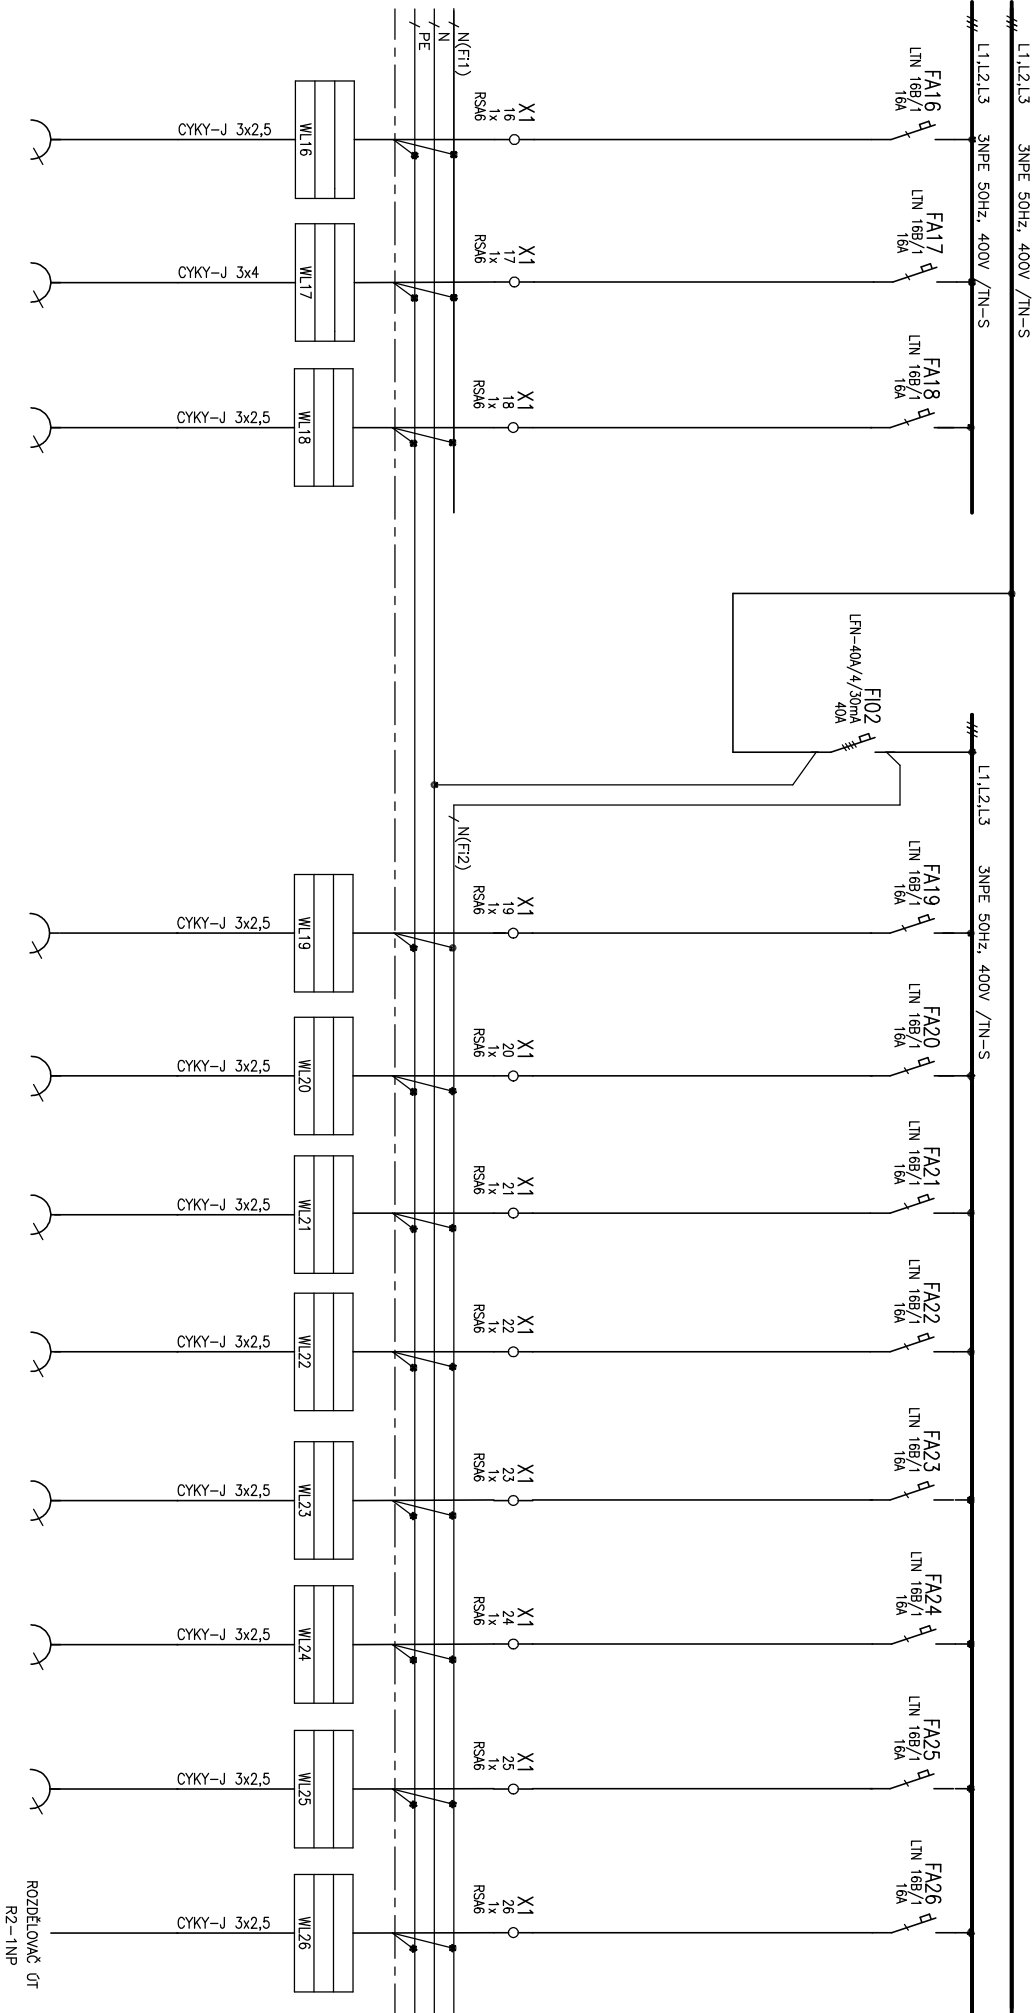 L1,L2,L3 3NPE 50Hz, 400V /TN-S
L1,L2,L3 3NPE 50Hz, 400V /TN-S
FA16
LTN 16B/1
16A
FA17
LTN 16B/1
16A
FA18
LTN 16B/1
16A
FI02
LFN-40A/4/30mA
40A
L1,L2,L3 3NPE 50Hz, 400V /TN-S
FA19
LTN 16B/1
16A
FA20
LTN 16B/1
16A
FA21
LTN 16B/1
16A
FA22
LTN 16B/1
16A
FA23
LTN 16B/1
16A
FA24
LTN 16B/1
16A
FA25
LTN 16B/1
16A
FA26
LTN 16B/1
16A
X1
16
1x
RSA6
X1
17
1x
RSA6
X1
18
1x
RSA6
X1
19
1x
RSA6
X1
20
1x
RSA6
X1
21
1x
RSA6
X1
22
1x
RSA6
X1
23
1x
RSA6
X1
24
1x
RSA6
X1
25
1x
RSA6
X1
26
1x
RSA6
N(Fi1)
N
PE
N(Fi2)
WL16
WL17
WL18
WL19
WL20
WL21
WL22
WL23
WL24
WL25
WL26
CYKY-J 3x2,5
CYKY-J 3x4
CYKY-J 3x2,5
CYKY-J 3x2,5
CYKY-J 3x2,5
CYKY-J 3x2,5
CYKY-J 3x2,5
CYKY-J 3x2,5
CYKY-J 3x2,5
CYKY-J 3x2,5
CYKY-J 3x2,5
ROZDĚLOVAČ ÚT
R2-1NP